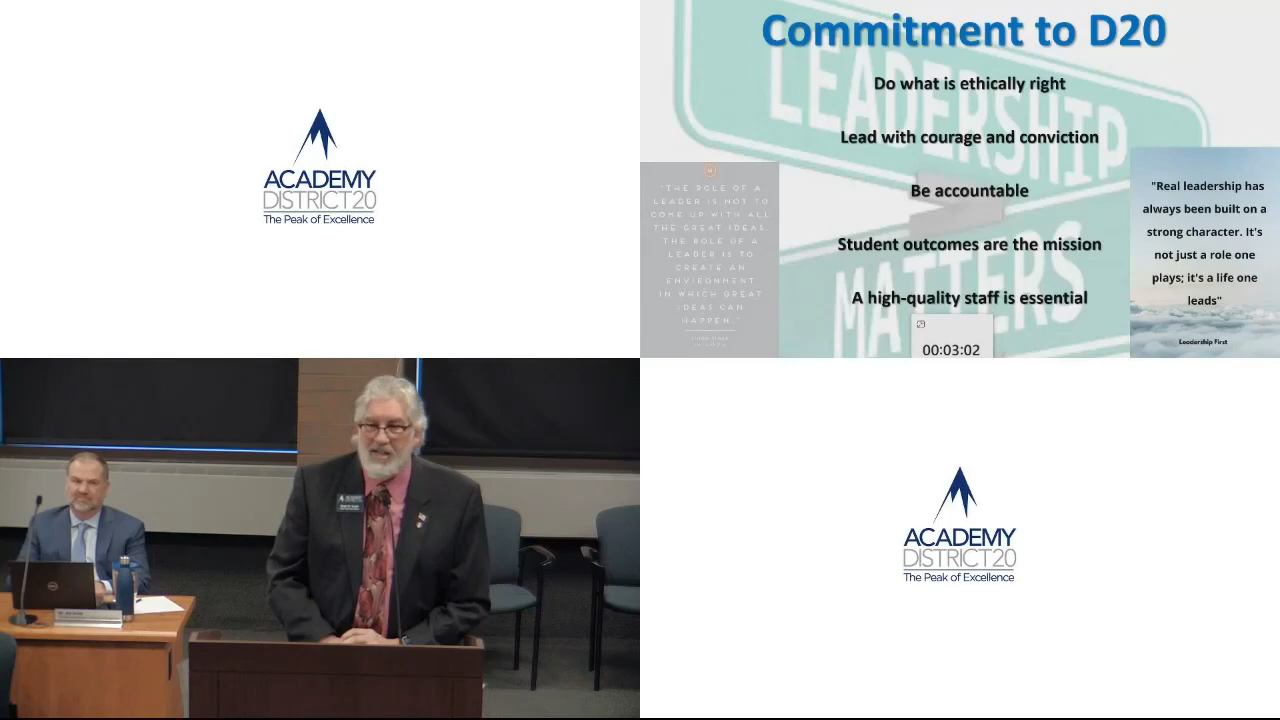 ACADEMY
DISTRICT 20
The Peak of Excellence
Commitment to D20
LEADERSHIP
MATTERS
Do what is ethically right
Lead with courage and conviction
Be accountable
Student outcomes are the mission
A high-quality staff is essential
"THE ROLE OF A
LEADER IS NOT TO
COME UP WITH ALL
THE GREAT IDEAS.
THE ROLE OF A
LEADER IS TO
CREATE AN
ENVIRONMENT
IN WHICH GREAT
IDEAS CAN
HAPPEN."
"Real leadership has
always been built on a
strong character. It's
not just a role one
plays; it's a life one
leads"
Leadership First
00:03:02
ACADEMY
DELL
ACADEMY
DISTRICT 20
The Peak of Excellence